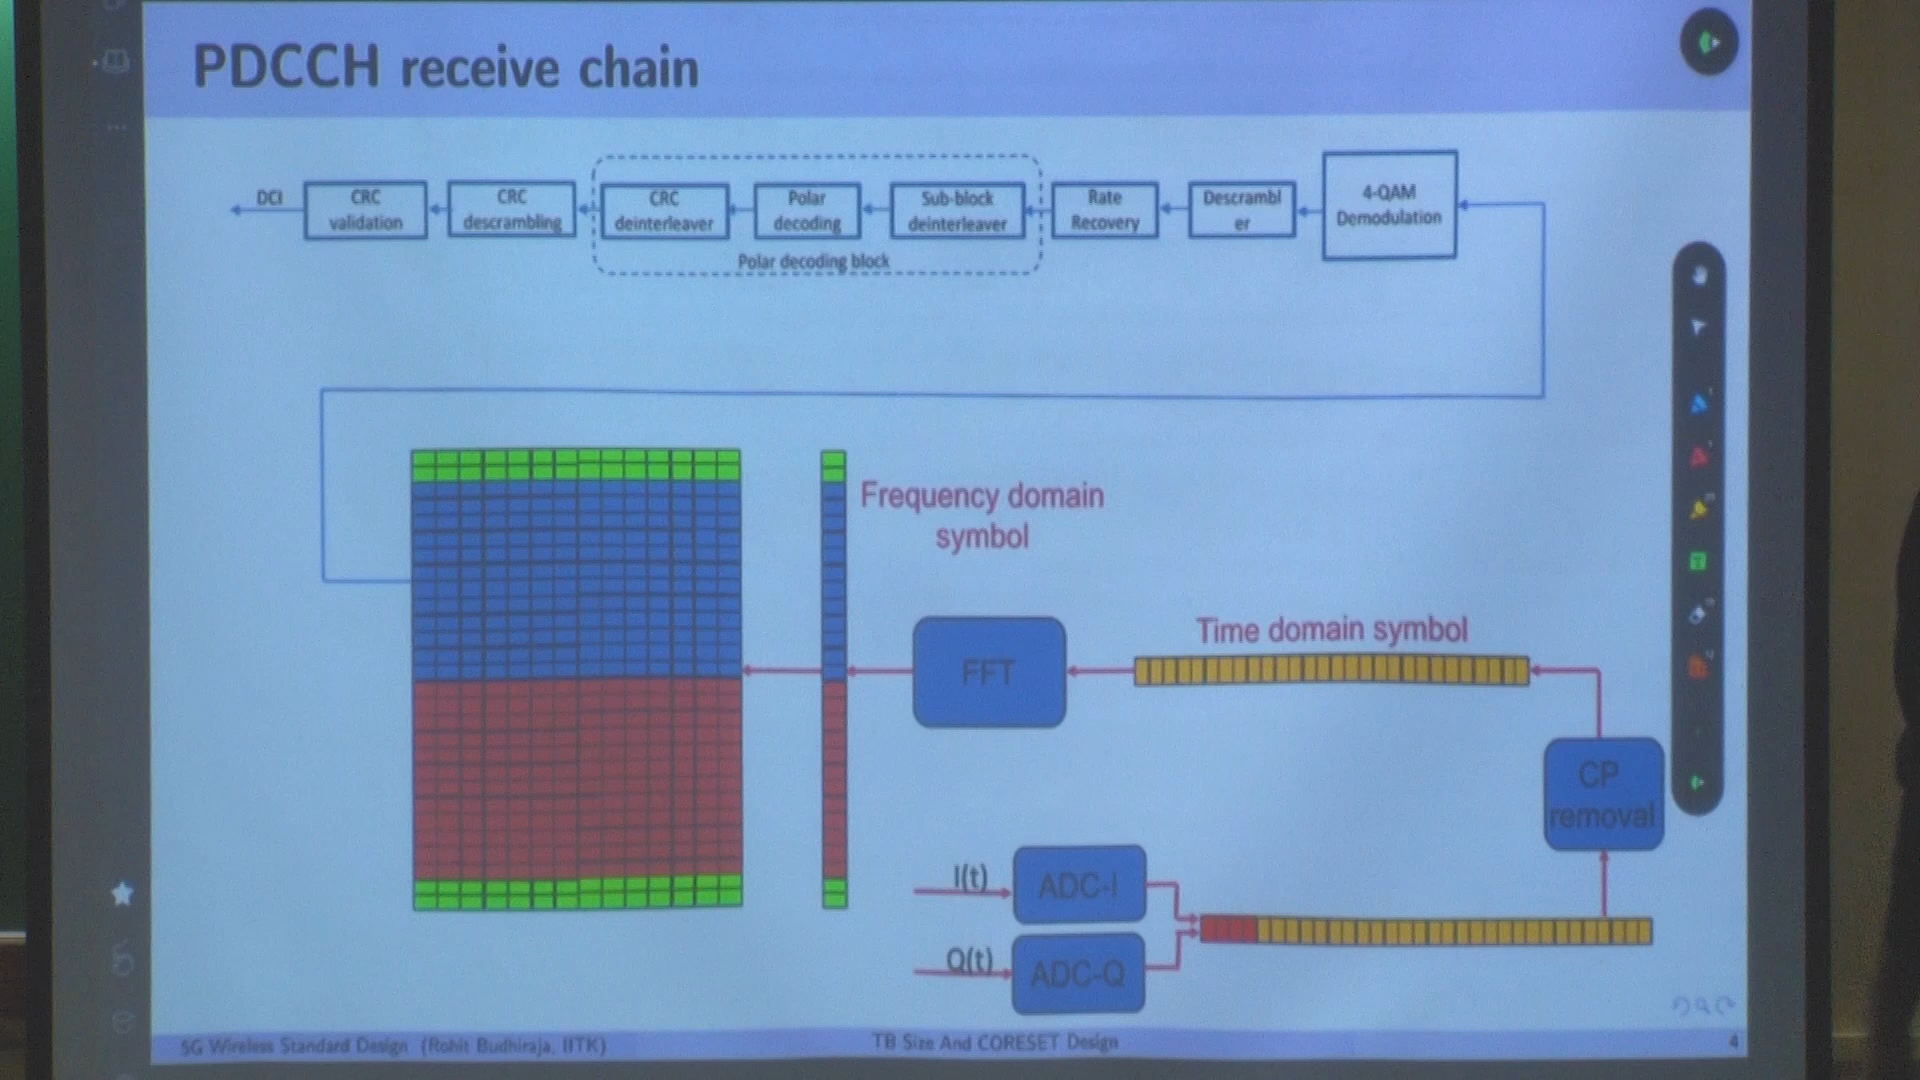 PDCCH receive chain
DCI
CRC
validation
CRC
descrambling
CRC
deinterleaver
Polar
decoding
Sub-block
deinterleaver
Rate
Recovery
Descrambl
er
4-QAM
Demodulation
Polar decoding block
Frequency domain
symbol
FFT
Time domain symbol
CP
removal
I(t)
ADC-I
Q(t)
ADC-Q
5G Wireless Standard Design (Rohit Budhiraja, IITK)
TB Size And CORESET Design
4